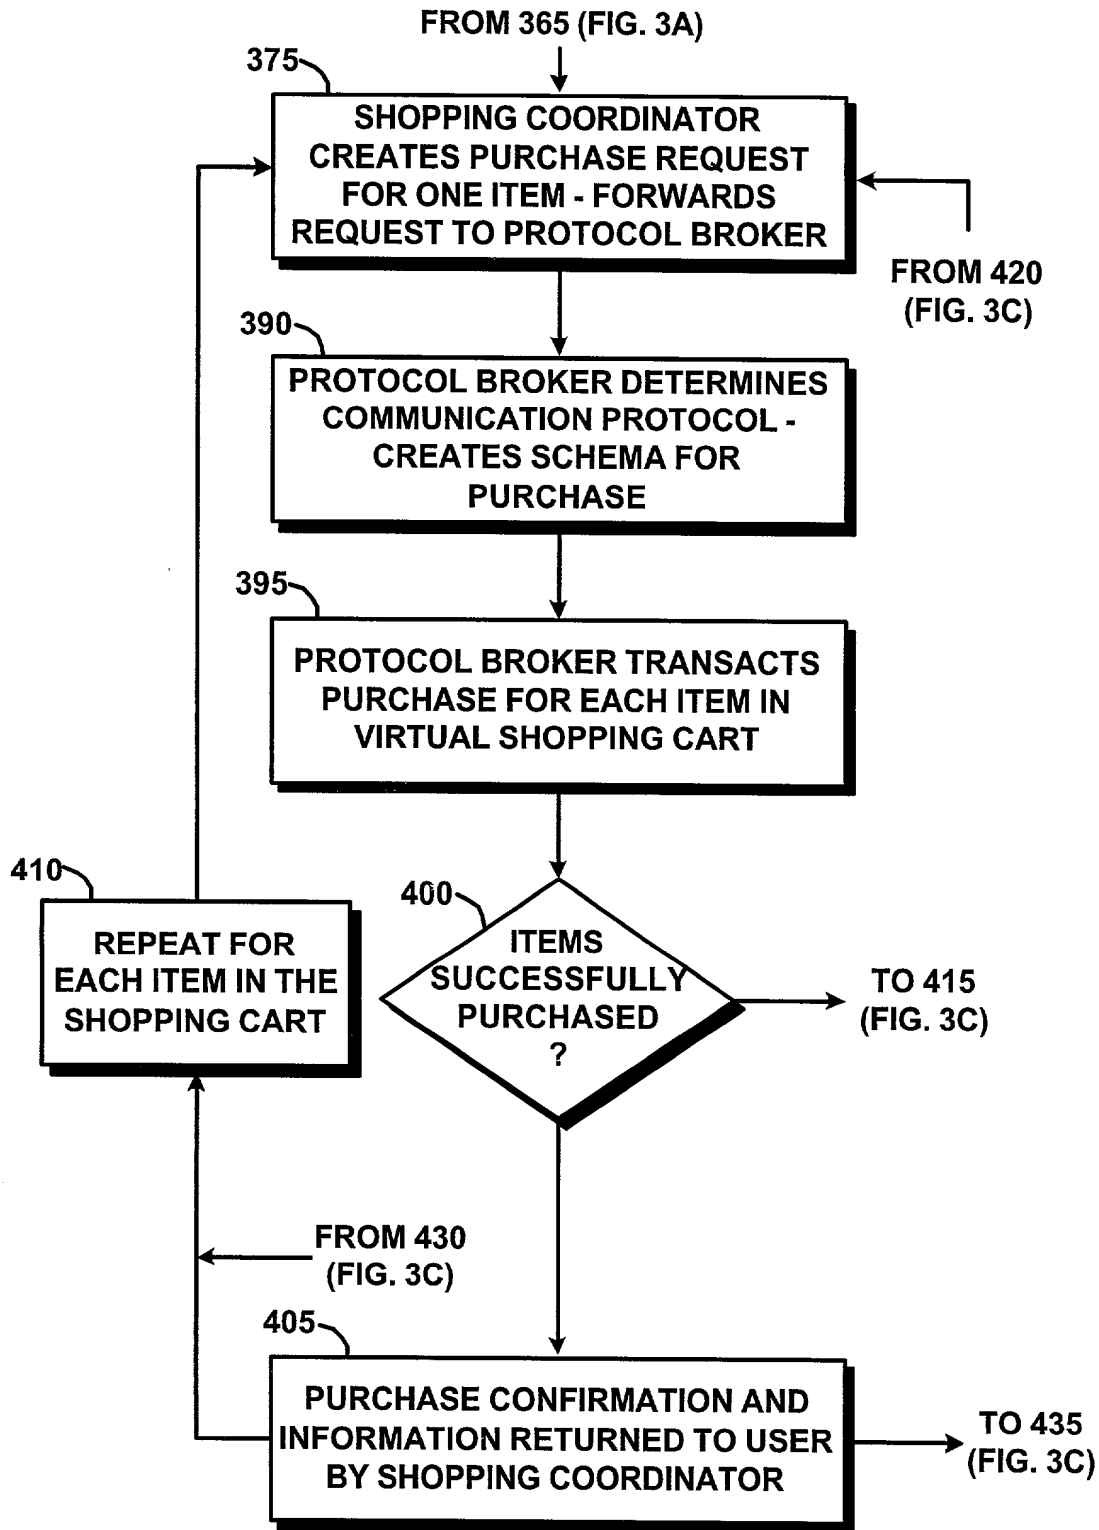 FROM 365 (FIG. 3A)
375
SHOPPING COORDINATOR
CREATES PURCHASE REQUEST
FOR ONE ITEM - FORWARDS
REQUEST TO PROTOCOL BROKER
FROM 420
(FIG. 3C)
390
PROTOCOL BROKER DETERMINES
COMMUNICATION PROTOCOL -
CREATES SCHEMA FOR
PURCHASE
395
PROTOCOL BROKER TRANSACTS
PURCHASE FOR EACH ITEM IN
VIRTUAL SHOPPING CART
410
REPEAT FOR
EACH ITEM IN THE
SHOPPING CART
400
ITEMS
SUCCESSFULLY
PURCHASED
?
TO 415
(FIG. 3C)
FROM 430
(FIG. 3C)
405
PURCHASE CONFIRMATION AND
INFORMATION RETURNED TO USER
BY SHOPPING COORDINATOR
TO 435
(FIG. 3C)